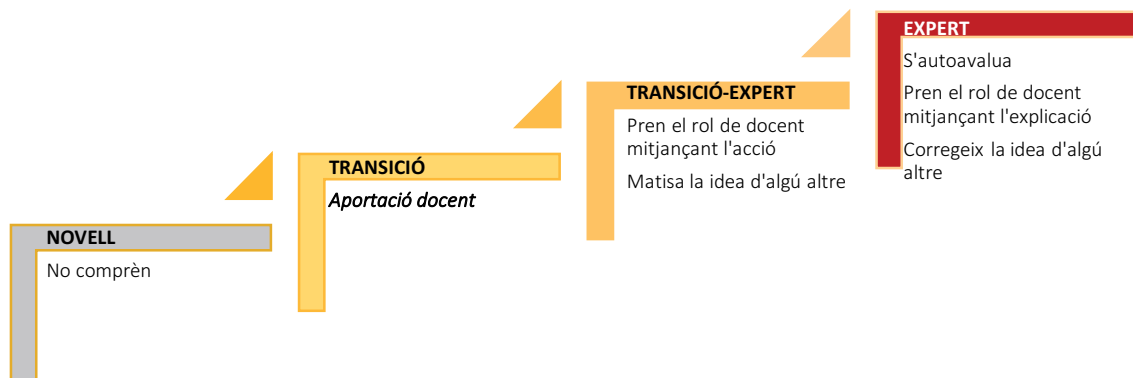 NOVELL
No comprèn
TRANSICIÓ
Aportació docent
TRANSICIÓ-EXPERT
Pren el rol de docent
mitjançant l'acció
Matisa la idea d'algú altre
EXPERT
S'autoavalua
Pren el rol de docent
mitjançant l'explicació
Corregeix la idea d'algú
altre